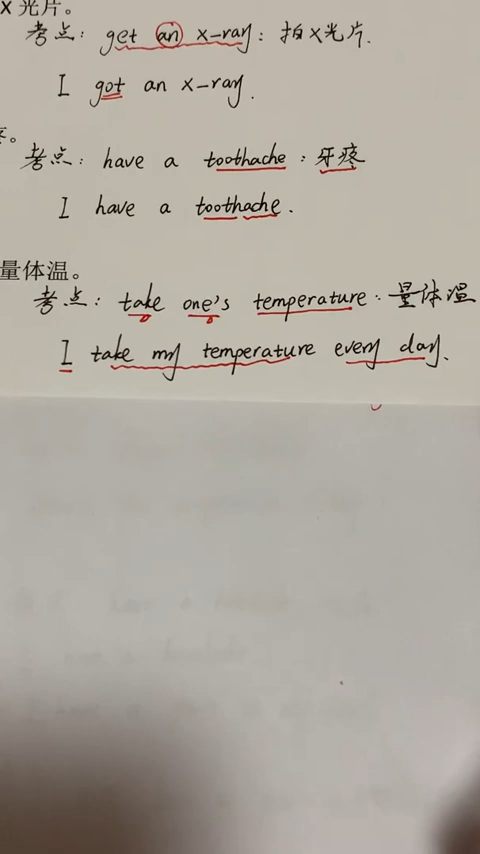 X光片。
考点：get an x-ray：拍X光片.
I got an x-ray.
疼。
考点：have a toothache：牙疼
I have a toothache.
量体温。
考点：take one's temperature：量体温
I take my temperature every day.